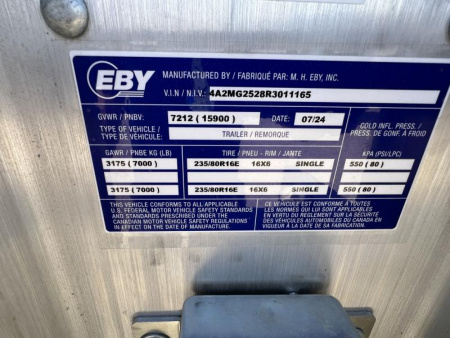 EBY
MANUFACTURED BY / FABRIQUÉ PAR: M. H. EBY, INC.
V.I.N / N.I.V.: 4A2MG2528R3011165
GVWR / PNBV: 7212 ( 15900 ) DATE: 07/24
TYPE OF VEHICLE /
TYPE DE VÉHICULE: TRAILER / REMORQUE
COLD INFL. PRESS. /
PRESS. DE GONF. À FROID
GAWR / PNBE KG (LB) TIRE / PNEU - RIM / JANTE KPA (PSI/LPC)
3175 ( 7000 ) 235/80R16E 16X6 SINGLE 550 ( 80 )
3175 ( 7000 ) 235/80R16E 16X6 SINGLE 550 ( 80 )
THIS VEHICLE CONFORMS TO ALL APPLICABLE
U.S. FEDERAL MOTOR VEHICLE SAFETY STANDARDS
AND STANDARDS PRESCRIBED UNDER THE
CANADIAN MOTOR VEHICLE SAFETY REGULATIONS
IN EFFECT ON THE DATE OF MANUFACTURE.
CE VÉHICULE EST CONFORME À TOUTES
LES NORMES QUI LUI SONT APPLICABLES
EN VERTU DU REGLEMENT SUR LA SÉCURITÉ
DES VÉHICULES AUTOMOBILES DU CANADA EN
VIGUEUR À LA DATE DE SA FABRICATION.